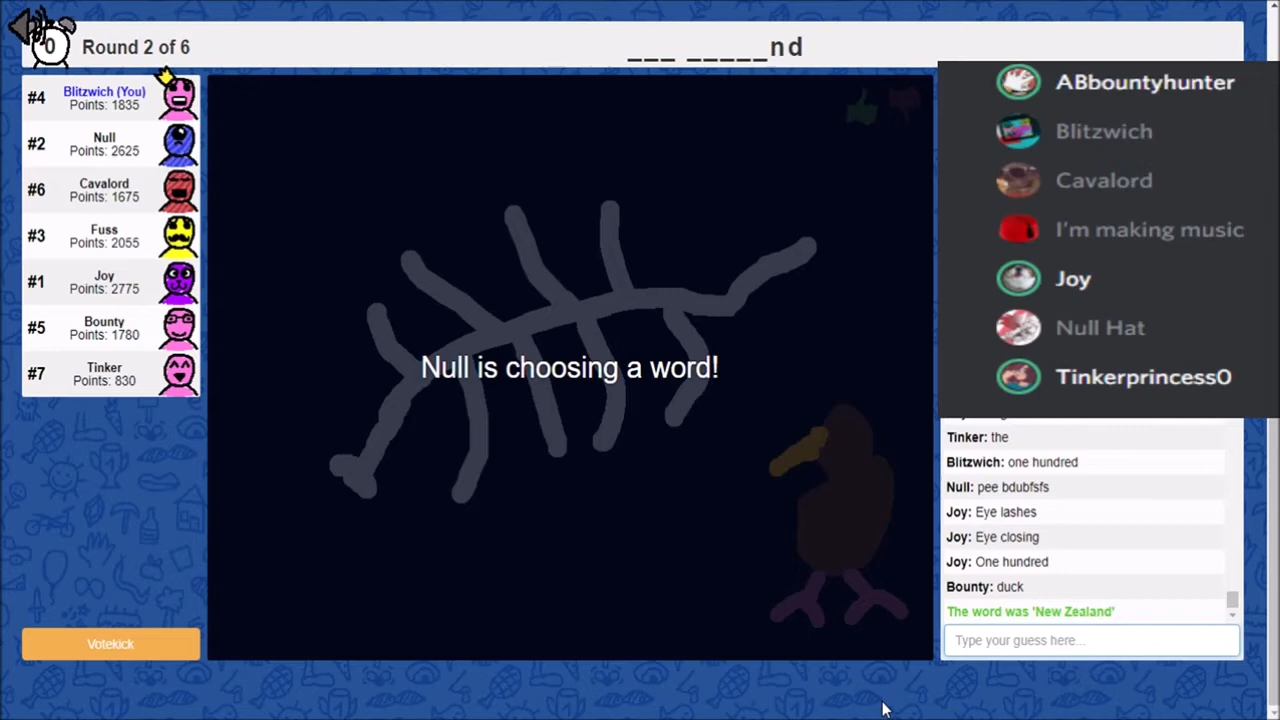 0
Round 2 of 6
___ _____nd
#4
Blitzwich (You)
Points: 1835
#2
Null
Points: 2625
#6
Cavalord
Points: 1675
#3
Fuss
Points: 2055
#1
Joy
Points: 2775
#5
Bounty
Points: 1780
#7
Tinker
Points: 830
Votekick
Null is choosing a word!
ABbountyhunter
Blitzwich
Cavalord
I'm making music
Joy
Null Hat
Tinkerprincess0
Tinker: the
Blitzwich: one hundred
Null: pee bdubfsfs
Joy: Eye lashes
Joy: Eye closing
Joy: One hundred
Bounty: duck
The word was 'New Zealand'
Type your guess here...